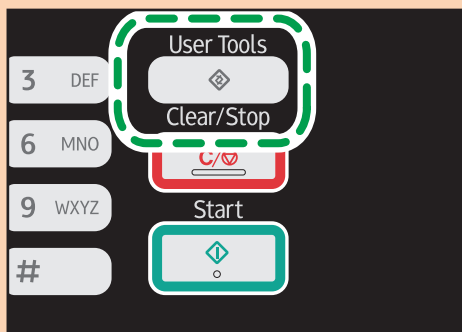 User Tools
3 DEF
Clear/Stop
6 MNO
C/
9 WXYZ
Start
#